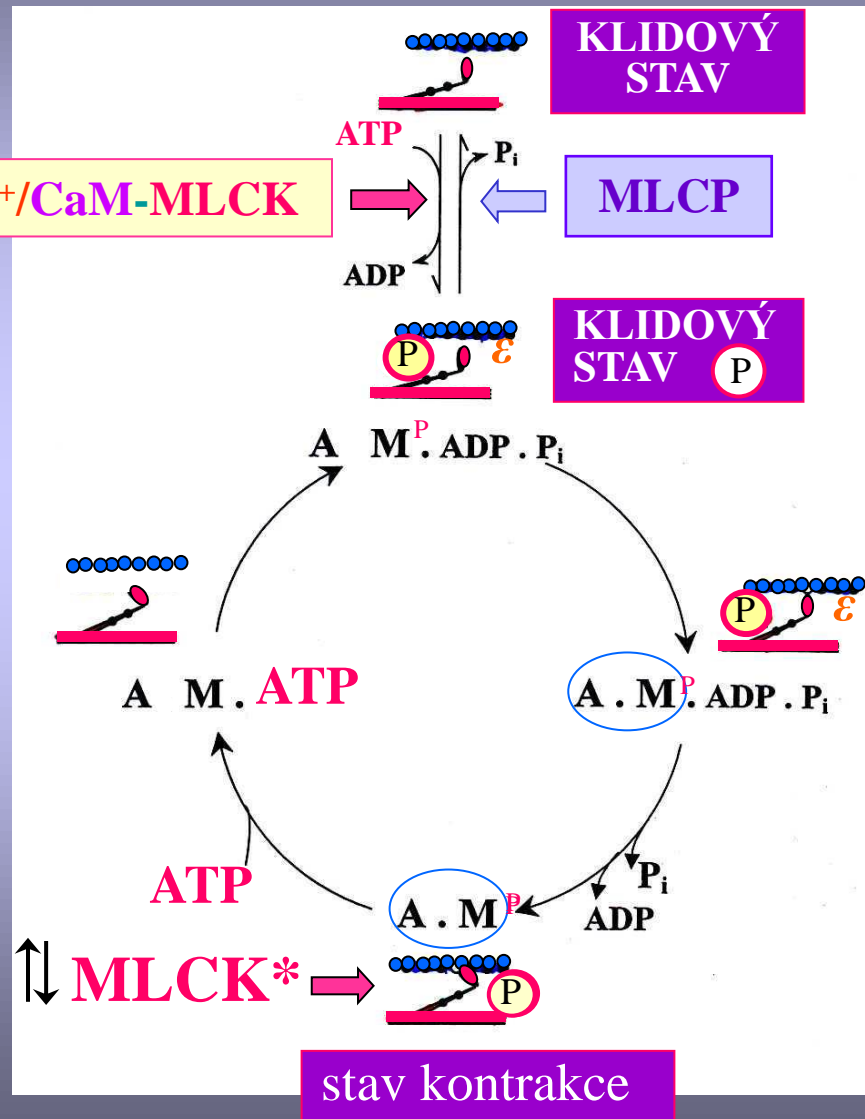 KLIDOVÝ
STAV
ATP
Pi
+/CaM-MLCK
MLCP
ADP
KLIDOVÝ
STAV P
P
ε
A M P . ADP . Pi
P
ε
A M . ATP
A . M P . ADP . Pi
ATP
Pi
ADP
A . M P
MLCK*
P
stav kontrakce